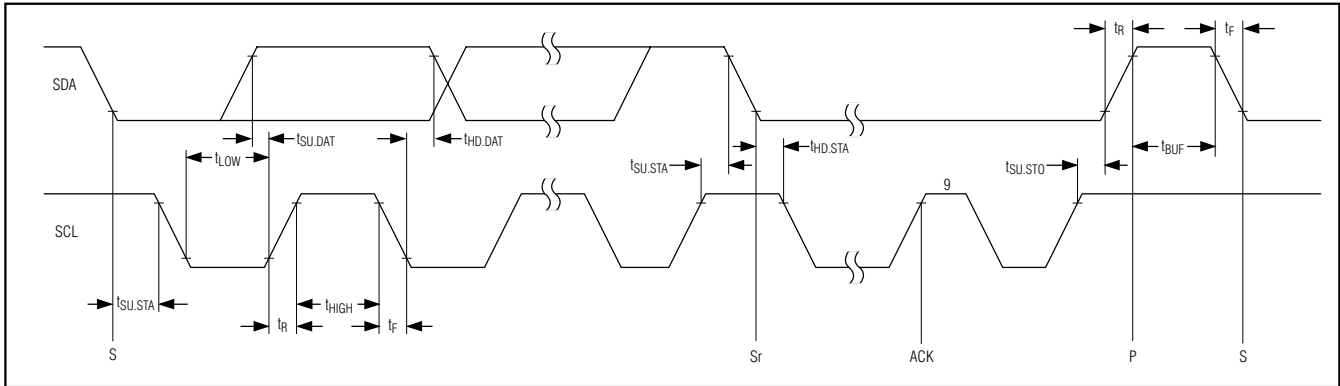 tR
tF
SDA
tSU.DAT
tHD.DAT
tLOW
tSU.STA
tHD.STA
tSU.STO
tBUF
SCL
9
tSU.STA
tR
tHIGH
tF
S
Sr
ACK
P
S